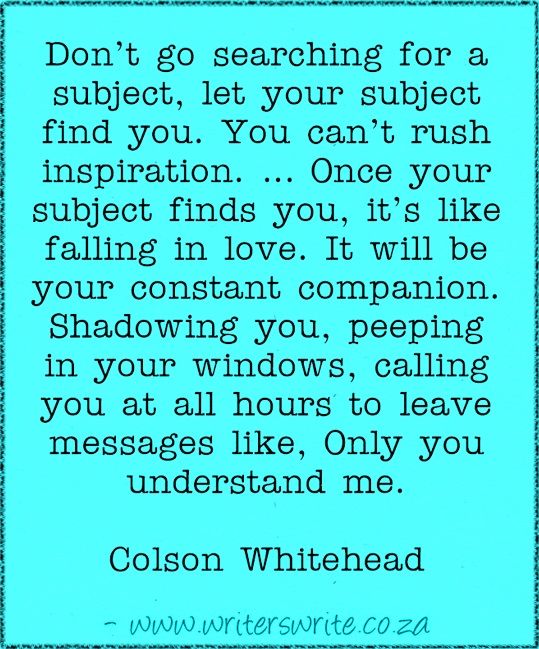 Don't go searching for a
subject, let your subject
find you. You can't rush
inspiration. ... Once your
subject finds you, it's like
falling in love. It will be
your constant companion.
Shadowing you, peeping
in your windows, calling
you at all hours to leave
messages like, Only you
understand me.
Colson Whitehead
- www.writerswrite.co.za